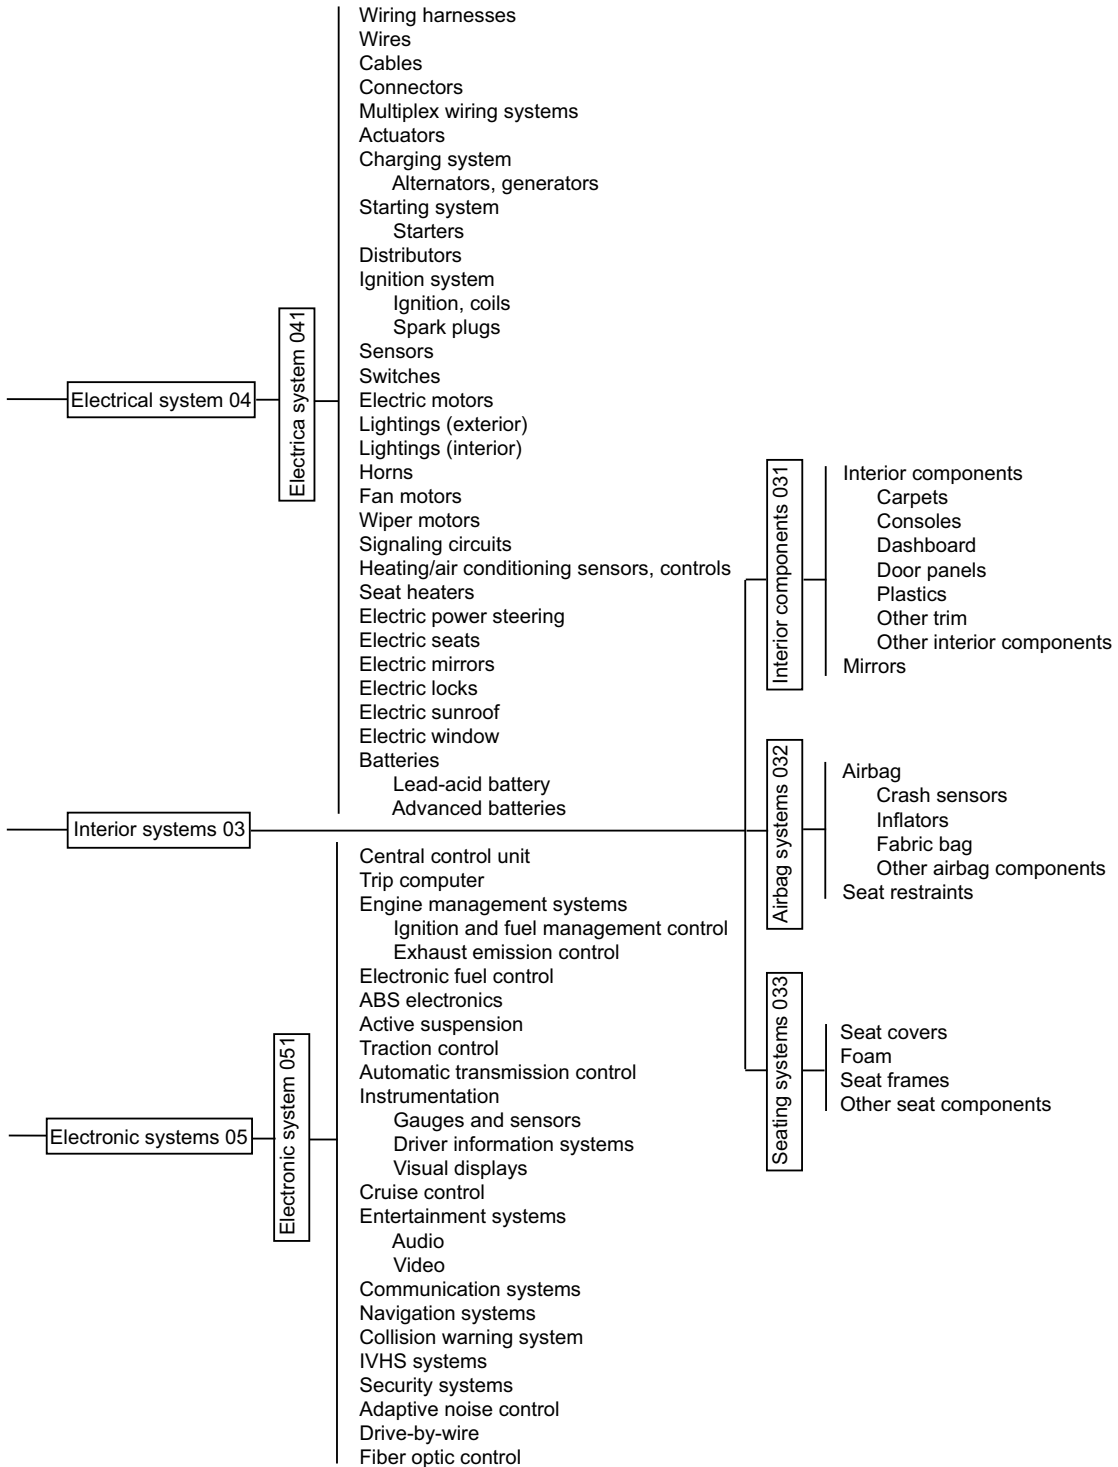 Electrical system 04
Electrica system 041
Wiring harnesses
Wires
Cables
Connectors
Multiplex wiring systems
Actuators
Charging system
Alternators, generators
Starting system
Starters
Distributors
Ignition system
Ignition, coils
Spark plugs
Sensors
Switches
Electric motors
Lightings (exterior)
Lightings (interior)
Horns
Fan motors
Wiper motors
Signaling circuits
Heating/air conditioning sensors, controls
Seat heaters
Electric power steering
Electric seats
Electric mirrors
Electric locks
Electric sunroof
Electric window
Batteries
Lead-acid battery
Advanced batteries
Interior systems 03
Interior components 031
Interior components
Carpets
Consoles
Dashboard
Door panels
Plastics
Other trim
Other interior components
Mirrors
Airbag systems 032
Airbag
Crash sensors
Inflators
Fabric bag
Other airbag components
Seat restraints
Seating systems 033
Seat covers
Foam
Seat frames
Other seat components
Electronic systems 05
Electronic system 051
Central control unit
Trip computer
Engine management systems
Ignition and fuel management control
Exhaust emission control
Electronic fuel control
ABS electronics
Active suspension
Traction control
Automatic transmission control
Instrumentation
Gauges and sensors
Driver information systems
Visual displays
Cruise control
Entertainment systems
Audio
Video
Communication systems
Navigation systems
Collision warning system
IVHS systems
Security systems
Adaptive noise control
Drive-by-wire
Fiber optic control